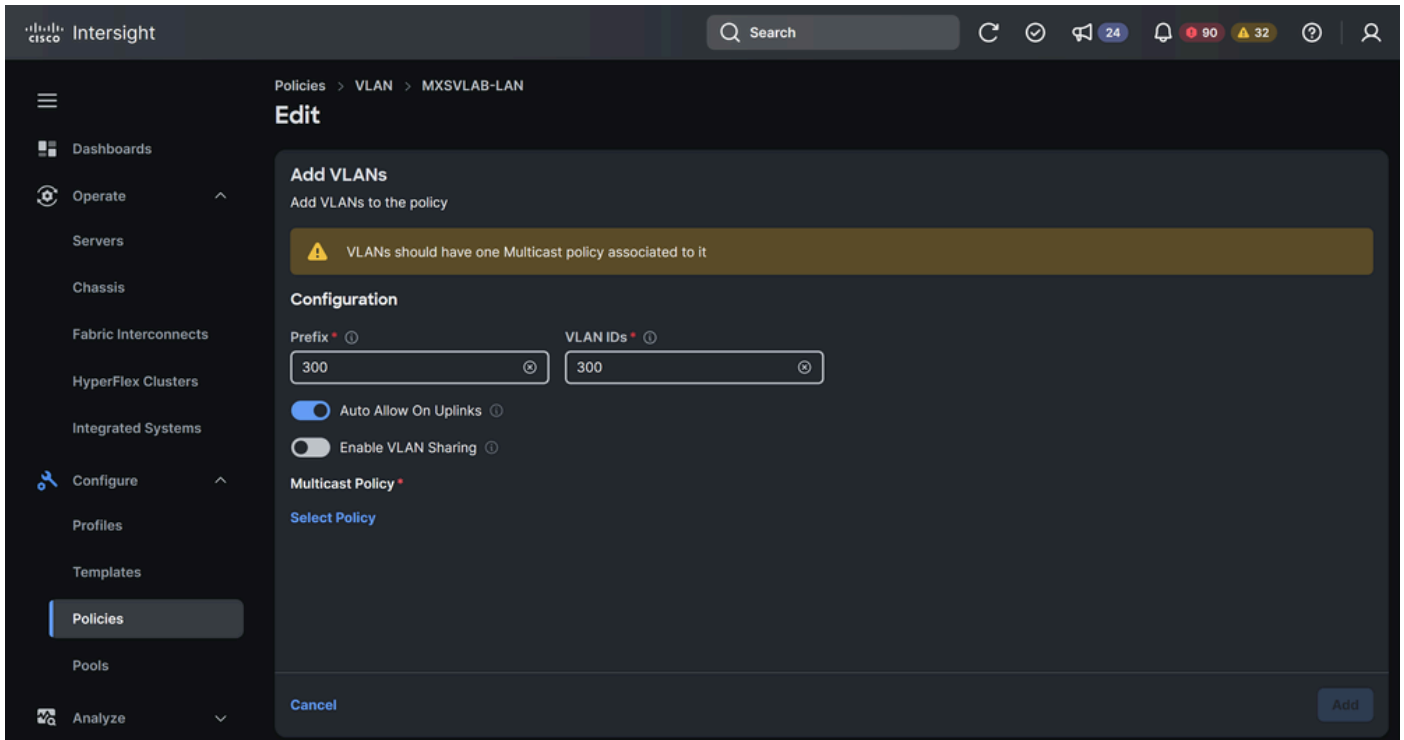 cisco Intersight
Search
24
90
32
Policies > VLAN > MXSVLAB-LAN
Edit
Dashboards
Operate
Servers
Chassis
Fabric Interconnects
HyperFlex Clusters
Integrated Systems
Configure
Profiles
Templates
Policies
Pools
Analyze
Add VLANs
Add VLANs to the policy
VLANs should have one Multicast policy associated to it
Configuration
Prefix * VLAN IDs *
300 300
Auto Allow On Uplinks
Enable VLAN Sharing
Multicast Policy *
Select Policy
Cancel Add